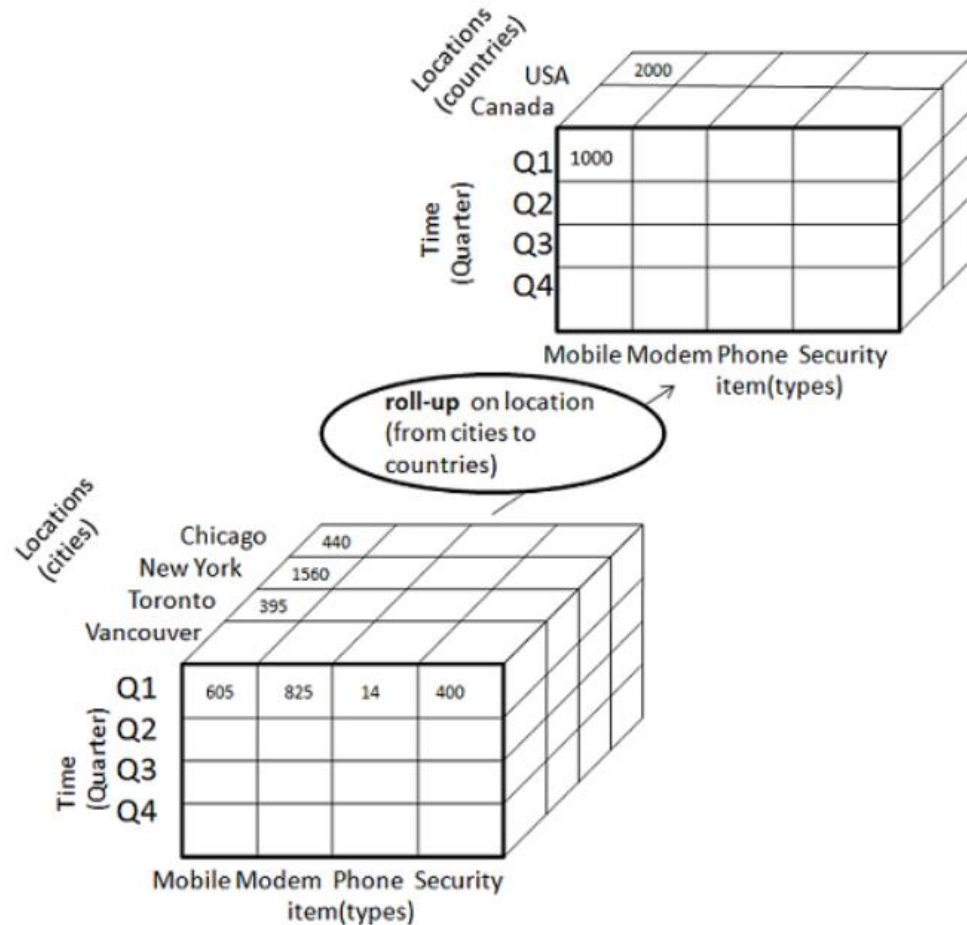 Locations
(countries)
USA
2000
Canada
Q1
1000
Q2
Q3
Q4
Time
(Quarter)
Mobile Modem Phone Security
item(types)
roll-up on location
(from cities to
countries)
Locations
(cities)
Chicago
440
New York
1560
Toronto
395
Vancouver
Q1
605 825 14 400
Q2
Q3
Q4
Time
(Quarter)
Mobile Modem Phone Security
item(types)